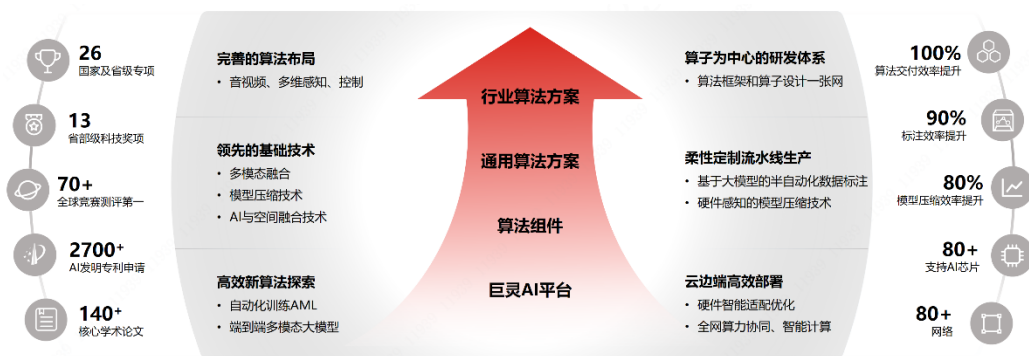 26
国家及省级专项
13
省部级科技奖项
70+
全球竞赛测评第一
2700+
AI发明专利申请
140+
核心学术论文
完善的算法布局
• 音视频、多维感知、控制
领先的基础技术
• 多模态融合
• 模型压缩技术
• AI与空间融合技术
高效新算法探索
• 自动化训练AML
• 端到端多模态大模型
行业算法方案
通用算法方案
算法组件
巨灵AI平台
算子为中心的研发体系
• 算法框架和算子设计一张网
柔性定制流水线生产
• 基于大模型的半自动化数据标注
• 硬件感知的模型压缩技术
云边端高效部署
• 硬件智能适配优化
• 全网算力协同、智能计算
100%
算法交付效率提升
90%
标注效率提升
80%
模型压缩效率提升
80+
支持AI芯片
80+
网络